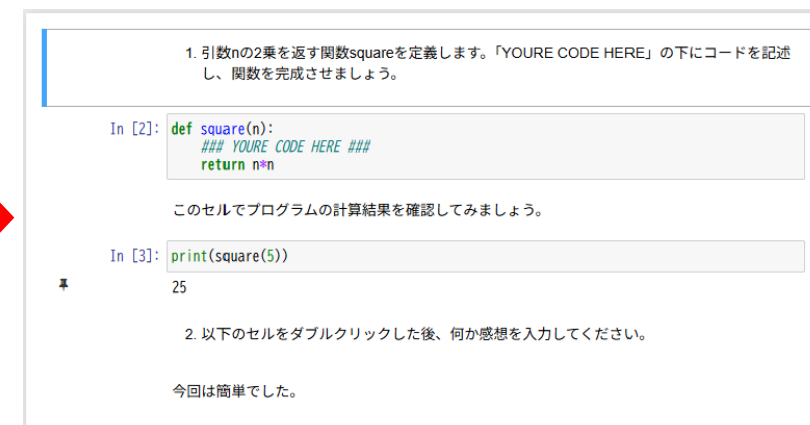 1. 引数nの2乗を返す関数squareを定義します。「YOURE CODE HERE」の下にコードを記述
し、関数を完成させましょう。
In [2]: def square(n):
### YOURE CODE HERE ###
return n*n
このセルでプログラムの計算結果を確認してみましょう。
In [3]: print(square(5))
25
2. 以下のセルをダブルクリックした後、何か感想を入力してください。
今回は簡単でした。